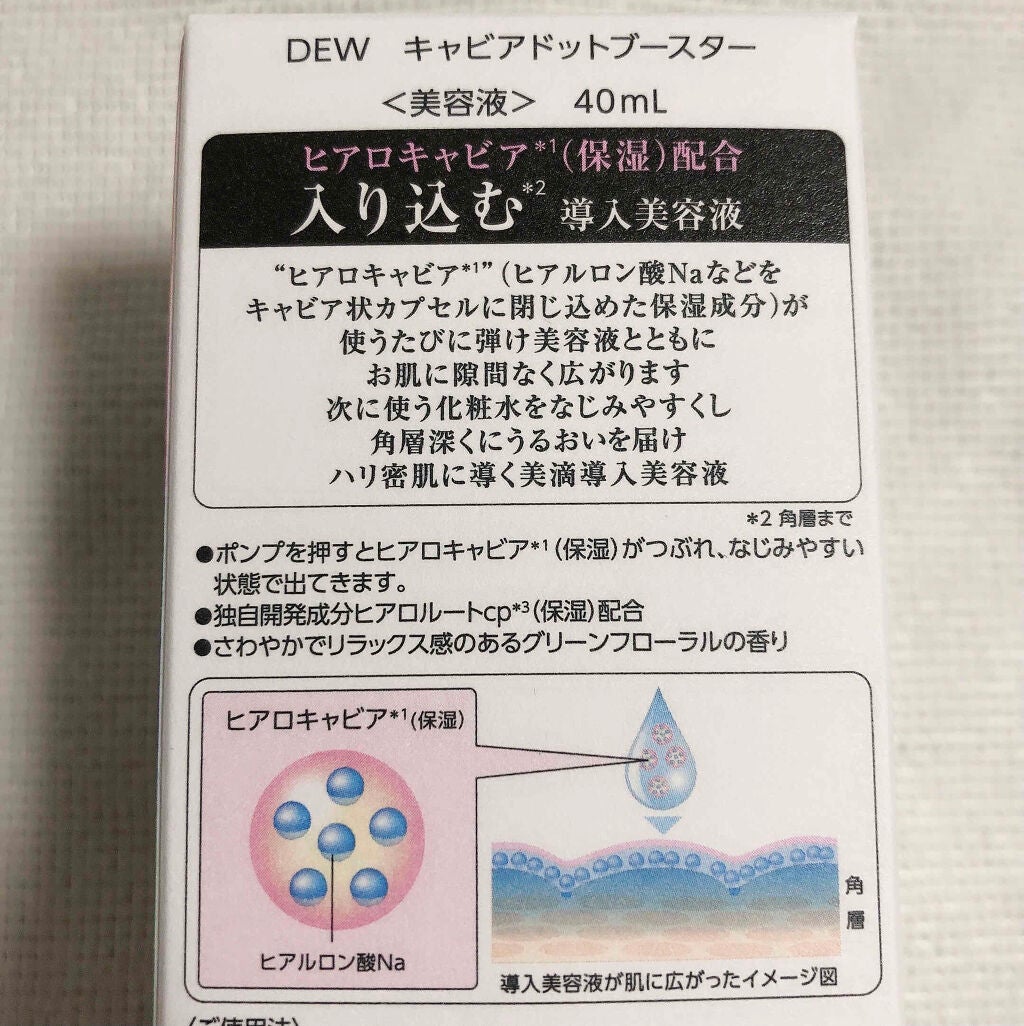 DEW キャビアドットブースター
＜美容液＞ 40mL
ヒアロキャビア*1(保湿)配合
入り込む*2 導入美容液
“ヒアロキャビア*1”(ヒアルロン酸Naなどを
キャビア状カプセルに閉じ込めた保湿成分)が
使うたびに弾け美容液とともに
お肌に隙間なく広がります
次に使う化粧水をなじみやすくし
角層深くにうるおいを届け
ハリ密肌に導く美滴導入美容液
*2 角層まで
●ポンプを押すとヒアロキャビア*1(保湿)がつぶれ、なじみやすい
状態で出てきます。
●独自開発成分ヒアロルートcp*3(保湿)配合
●さわやかでリラックス感のあるグリーンフローラルの香り
ヒアロキャビア*1(保湿)
ヒアルロン酸Na
角層
導入美容液が肌に広がったイメージ図
〈ご使用法〉